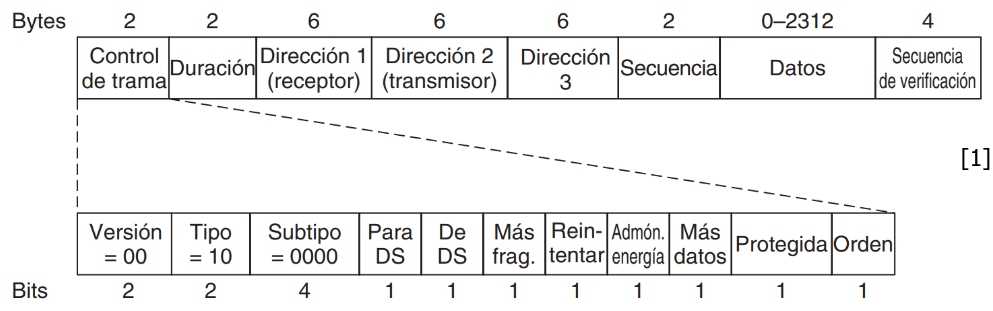 Bytes 2 2 6 6 6 2 0–2312 4
Control de trama Duración Dirección 1 (receptor) Dirección 2 (transmisor) Dirección 3 Secuencia Datos Secuencia de verificación
[1]
Versión = 00 Tipo = 10 Subtipo = 0000 Para DS De DS Más frag. Rein- tentar Admón. energía Más datos Protegida Orden
Bits 2 2 4 1 1 1 1 1 1 1 1